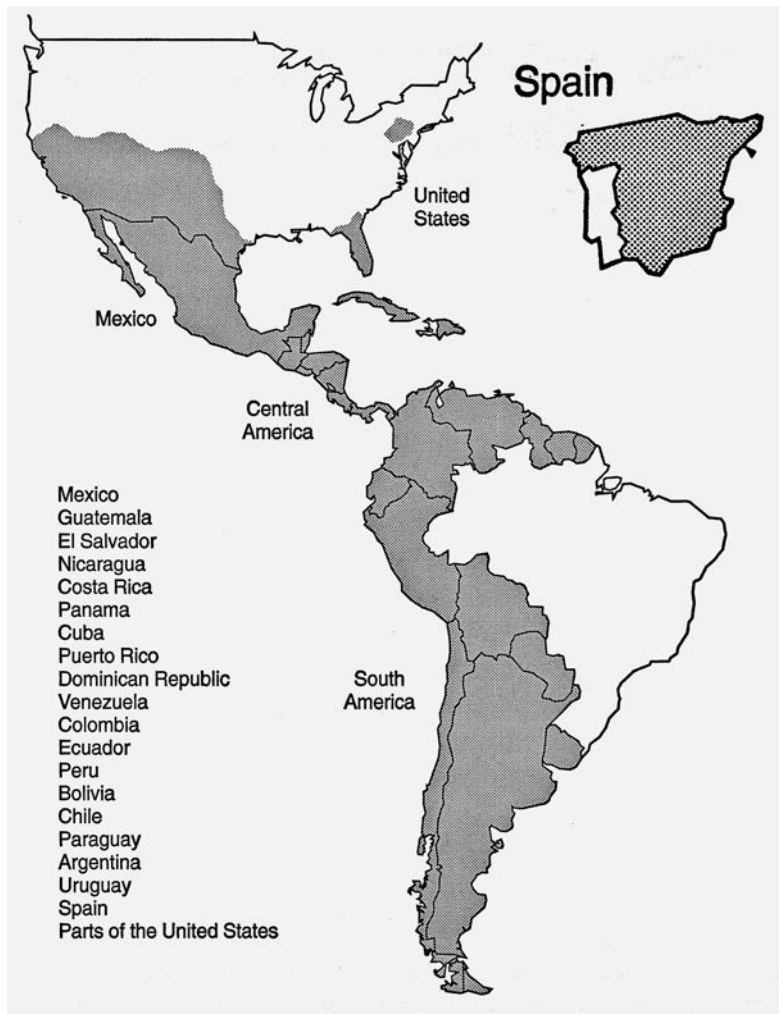 Spain
United
States
Mexico
Central
America
Mexico
Guatemala
El Salvador
Nicaragua
Costa Rica
Panama
Cuba
Puerto Rico
Dominican Republic
Venezuela
Colombia
Ecuador
Peru
Bolivia
Chile
Paraguay
Argentina
Uruguay
Spain
Parts of the United States
South
America